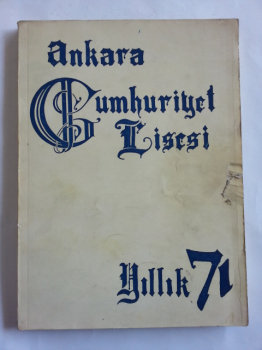 Ankara
Cumhuriyet
Lisesi
Yıllık 71